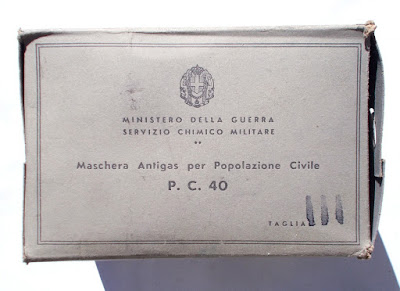 MINISTERO DELLA GUERRA
SERVIZIO CHIMICO MILITARE
**
Maschera Antigas per Popolazione Civile
P. C. 40
TAGLIA III